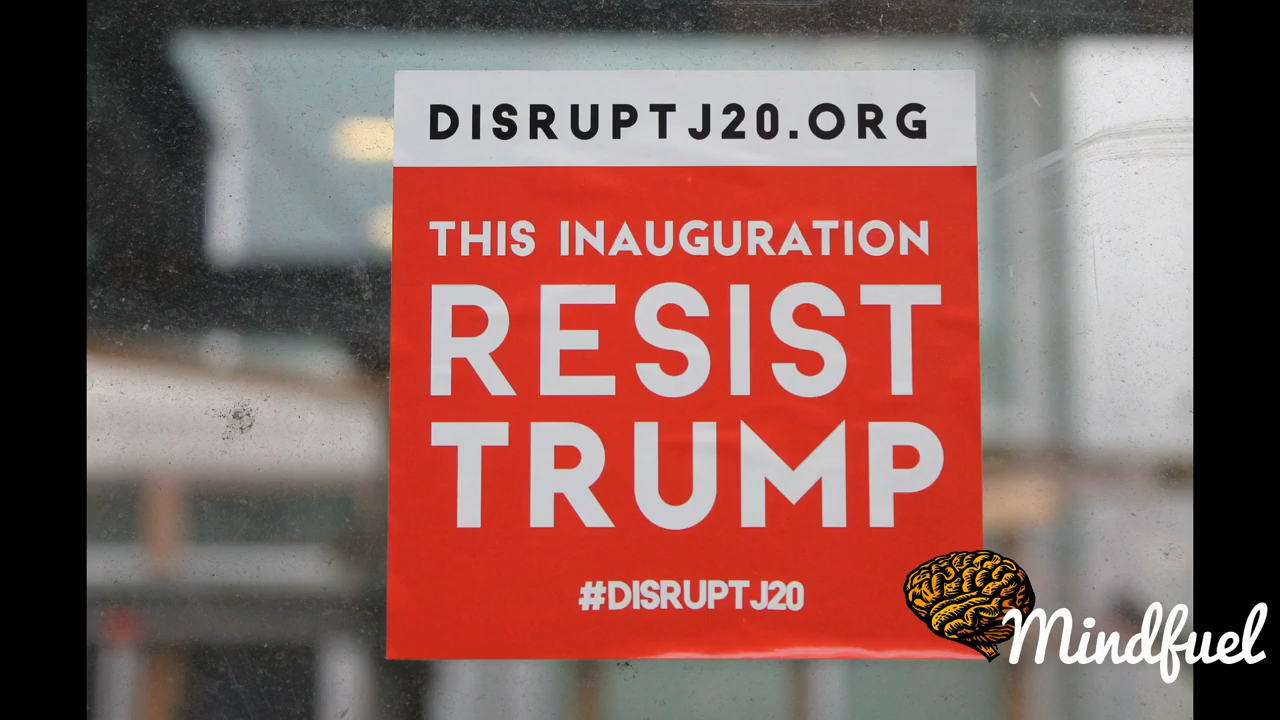 DISRUPTJ20.ORG
THIS INAUGURATION
RESIST
TRUMP
#DISRUPTJ20
Mindfuel